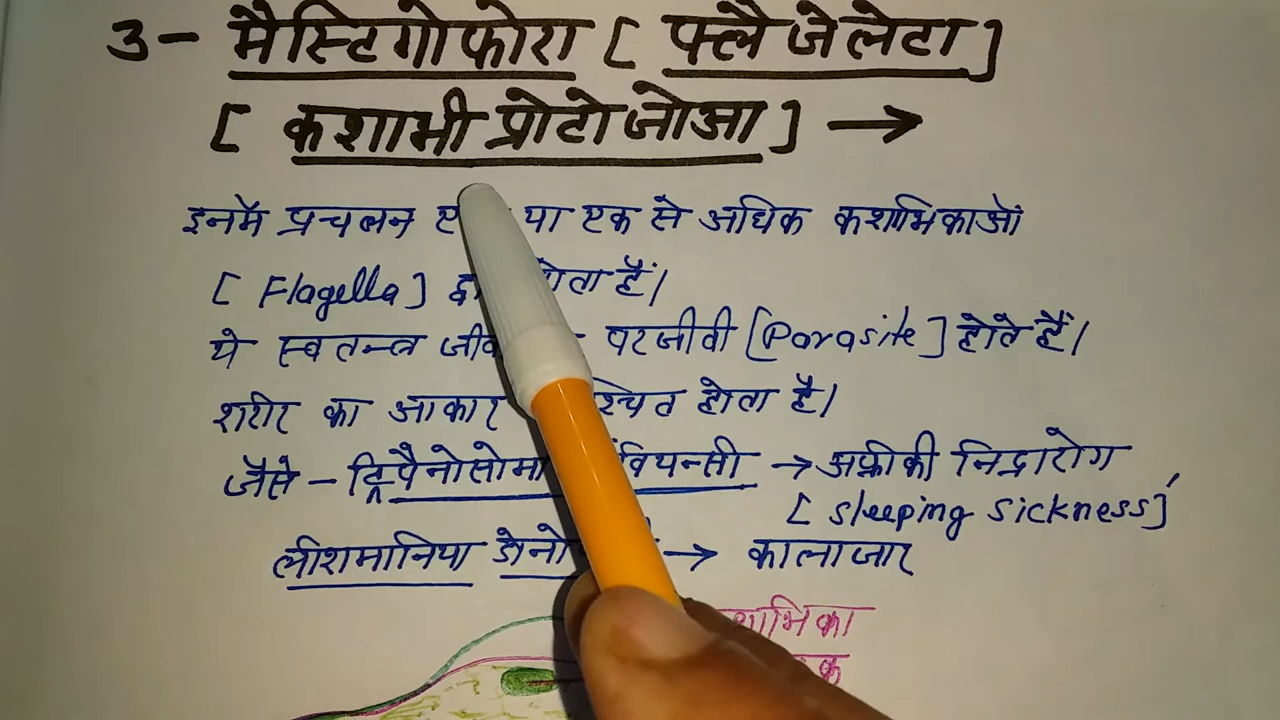 3- मैस्टिगोफोरा [ फ्लैजेलेटा ]
[ कशाभी प्रोटोजोआ ] →
इनमें प्रचलन या एक से अधिक कशाभिकाओं
[ Flagella ] होता हैं।
ये स्वतन्त्र - परजीवी [Parasite] होते हैं।
शरीर का आकार होता है।
जैसे - ट्रिपैनोसोमा → अफ्रीकी निद्रारोग
[ sleeping sickness ]
लीशमानिया → कालाजार